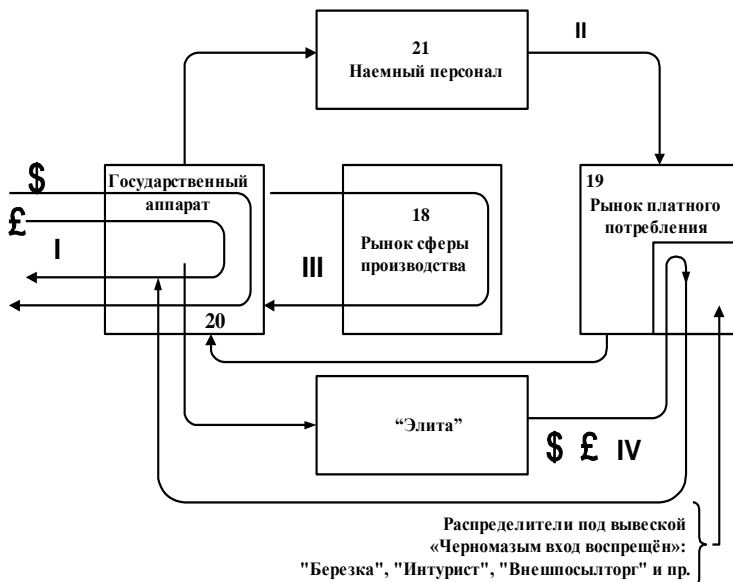 21
Наемный персонал
II
$
Государственный
аппарат
£
I
20
III
18
Рынок сферы
производства
19
Рынок платного
потребления
“Элита”
$ £ IV
Распределители под вывеской
«Черномазым вход воспрещён»:
"Березка", "Интурист", "Внешпосылторг" и пр.